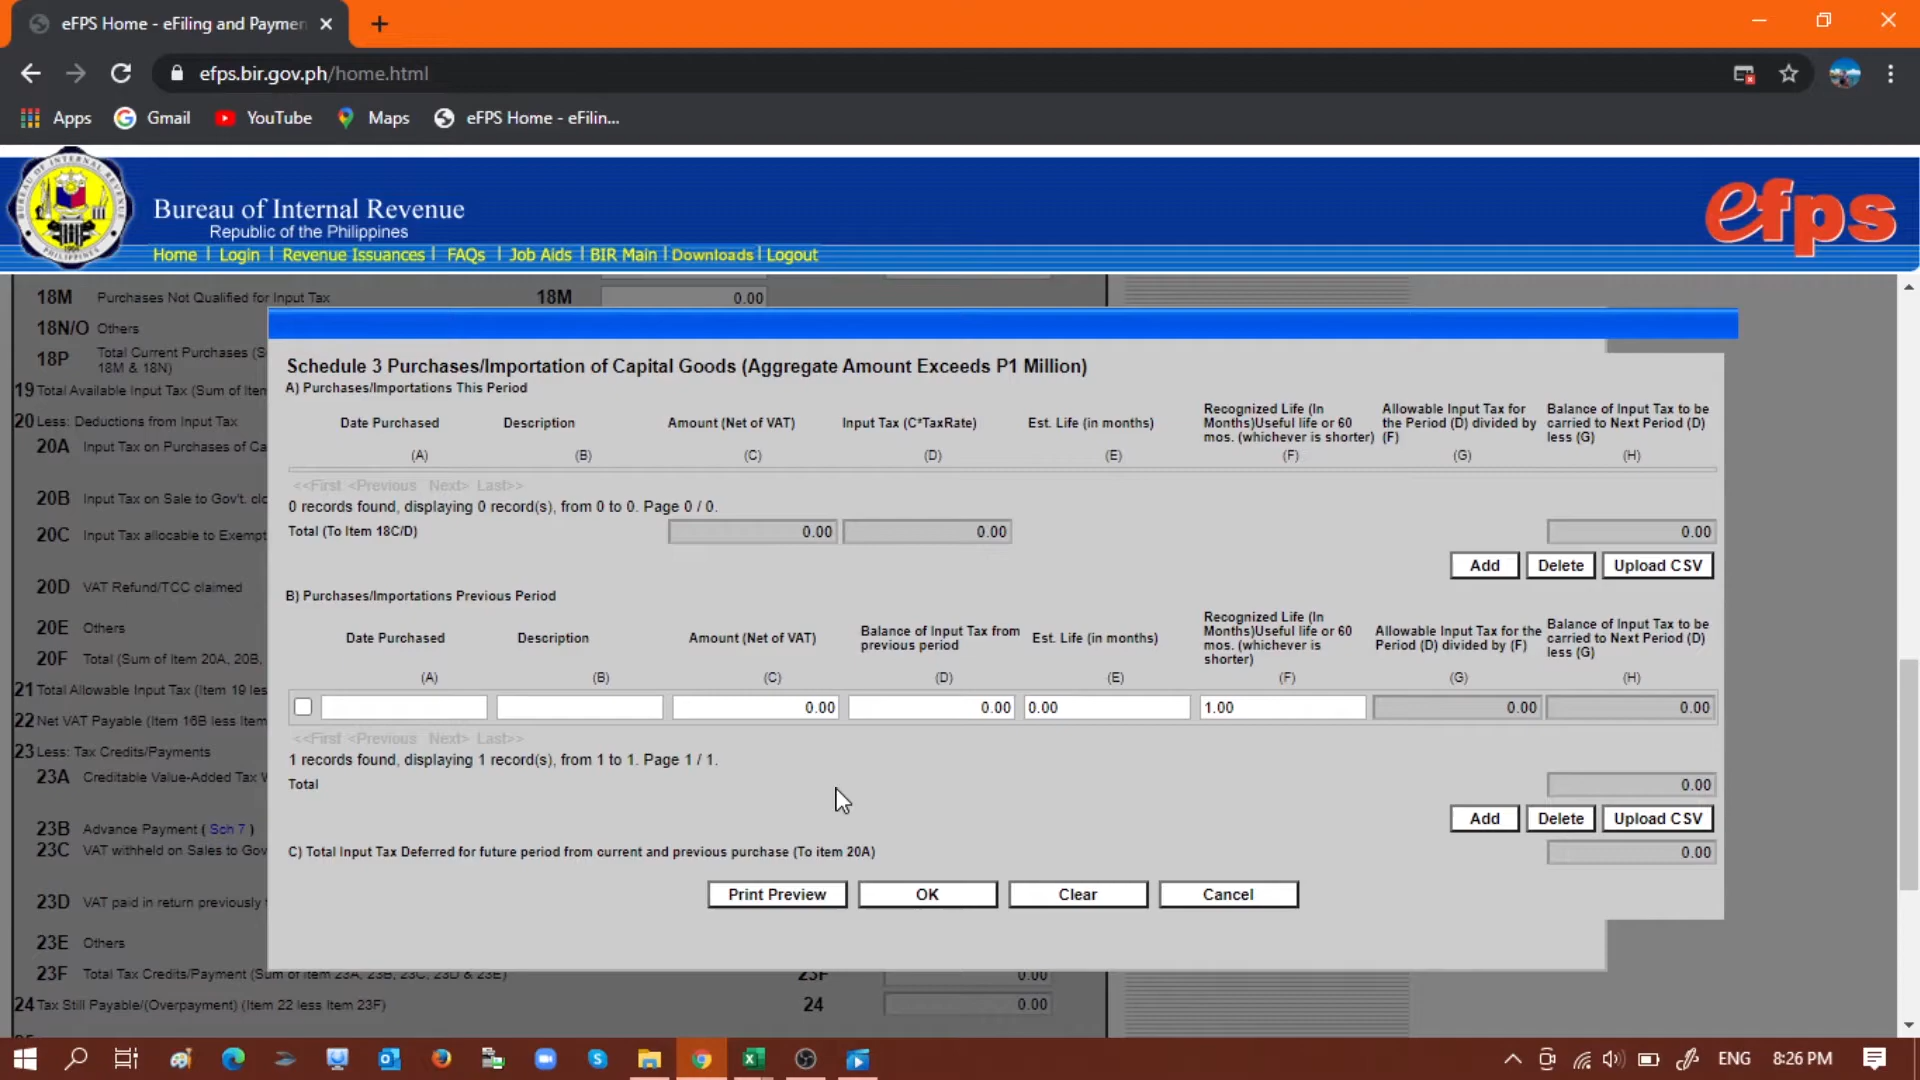 eFPS Home - eFiling and Paymen
efps.bir.gov.ph/home.html
Apps Gmail YouTube Maps eFPS Home - eFilin...
Bureau of Internal Revenue
Republic of the Philippines
Home | Login | Revenue Issuances | FAQs | Job Aids | BIR Main | Downloads | Logout
efps
18M Purchases Not Qualified for Input Tax 18M 0.00
18N/O Others
18P Total Current Purchases (S
18M & 18N)
19 Total Available Input Tax (Sum of Item
20 Less: Deductions from Input Tax
20A Input Tax on Purchases of Ca
20B Input Tax on Sale to Gov't. clo
20C Input Tax allocable to Exempt
20D VAT Refund/TCC claimed
20E Others
20F Total (Sum of Item 20A, 20B,
21 Total Allowable Input Tax (Item 19 les
22 Net VAT Payable (Item 16B less Item
23 Less: Tax Credits/Payments
23A Creditable Value-Added Tax W
23B Advance Payment ( Sch 7 )
23C VAT withheld on Sales to Gov
23D VAT paid in return previously
23E Others
23F Total Tax Credits/Payment (Sum of Item 23A, 23B, 23C, 23D & 23E) 23F 0.00
24 Tax Still Payable/(Overpayment) (Item 22 less Item 23F) 24 0.00
Schedule 3 Purchases/Importation of Capital Goods (Aggregate Amount Exceeds P1 Million)
A) Purchases/Importations This Period
Date Purchased Description Amount (Net of VAT) Input Tax (C*TaxRate) Est. Life (in months) Recognized Life (In Months)Useful life or 60 mos. (whichever is shorter) Allowable Input Tax for the Period (D) divided by (F) Balance of Input Tax to be carried to Next Period (D) less (G)
(A) (B) (C) (D) (E) (F) (G) (H)
<<First <Previous Next> Last>>
0 records found, displaying 0 record(s), from 0 to 0. Page 0 / 0.
Total (To Item 18C/D) 0.00 0.00 0.00
Add Delete Upload CSV
B) Purchases/Importations Previous Period
Date Purchased Description Amount (Net of VAT) Balance of Input Tax from previous period Est. Life (in months) Recognized Life (In Months)Useful life or 60 mos. (whichever is shorter) Allowable Input Tax for the Period (D) divided by (F) Balance of Input Tax to be carried to Next Period (D) less (G)
(A) (B) (C) (D) (E) (F) (G) (H)
0.00 0.00 0.00 1.00 0.00 0.00
<<First <Previous Next> Last>>
1 records found, displaying 1 record(s), from 1 to 1. Page 1 / 1.
Total 0.00
Add Delete Upload CSV
C) Total Input Tax Deferred for future period from current and previous purchase (To item 20A) 0.00
Print Preview OK Clear Cancel
ENG 8:26 PM